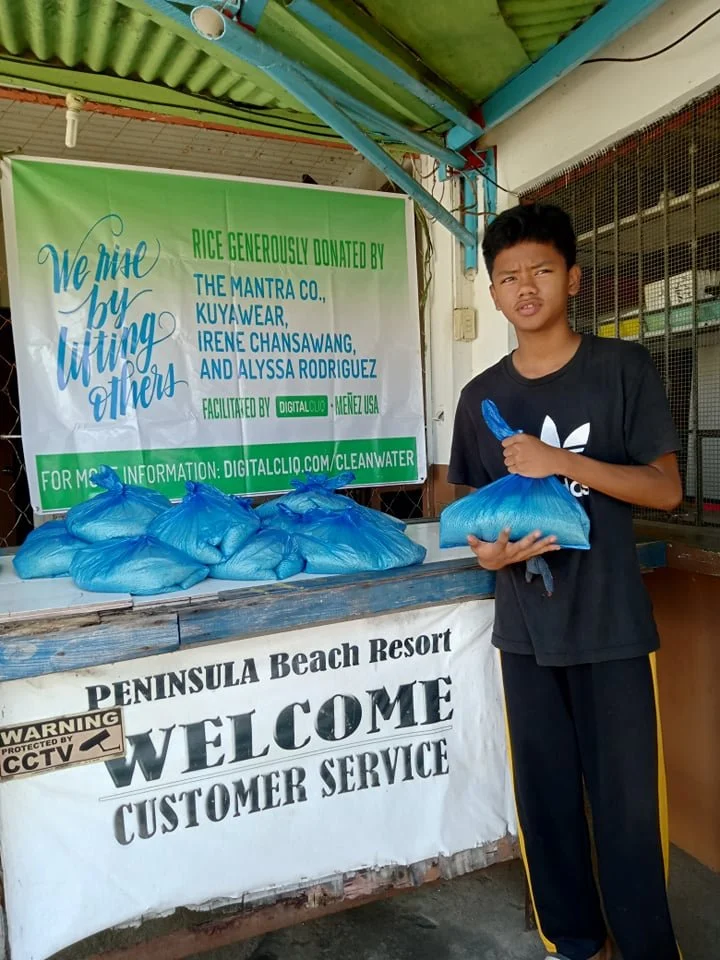 We rise
by
lifting
others
RICE GENEROUSLY DONATED BY
THE MANTRA CO.,
KUYAWEAR,
IRENE CHANSAWANG,
AND ALYSSA RODRIGUEZ
FACILITATED BY DIGITALCLIQ • MEÑEZ USA
FOR MORE INFORMATION: DIGITALCLIQ.COM/CLEANWATER
PENINSULA Beach Resort
WELCOME
CUSTOMER SERVICE
WARNING
PROTECTED BY
CCTV